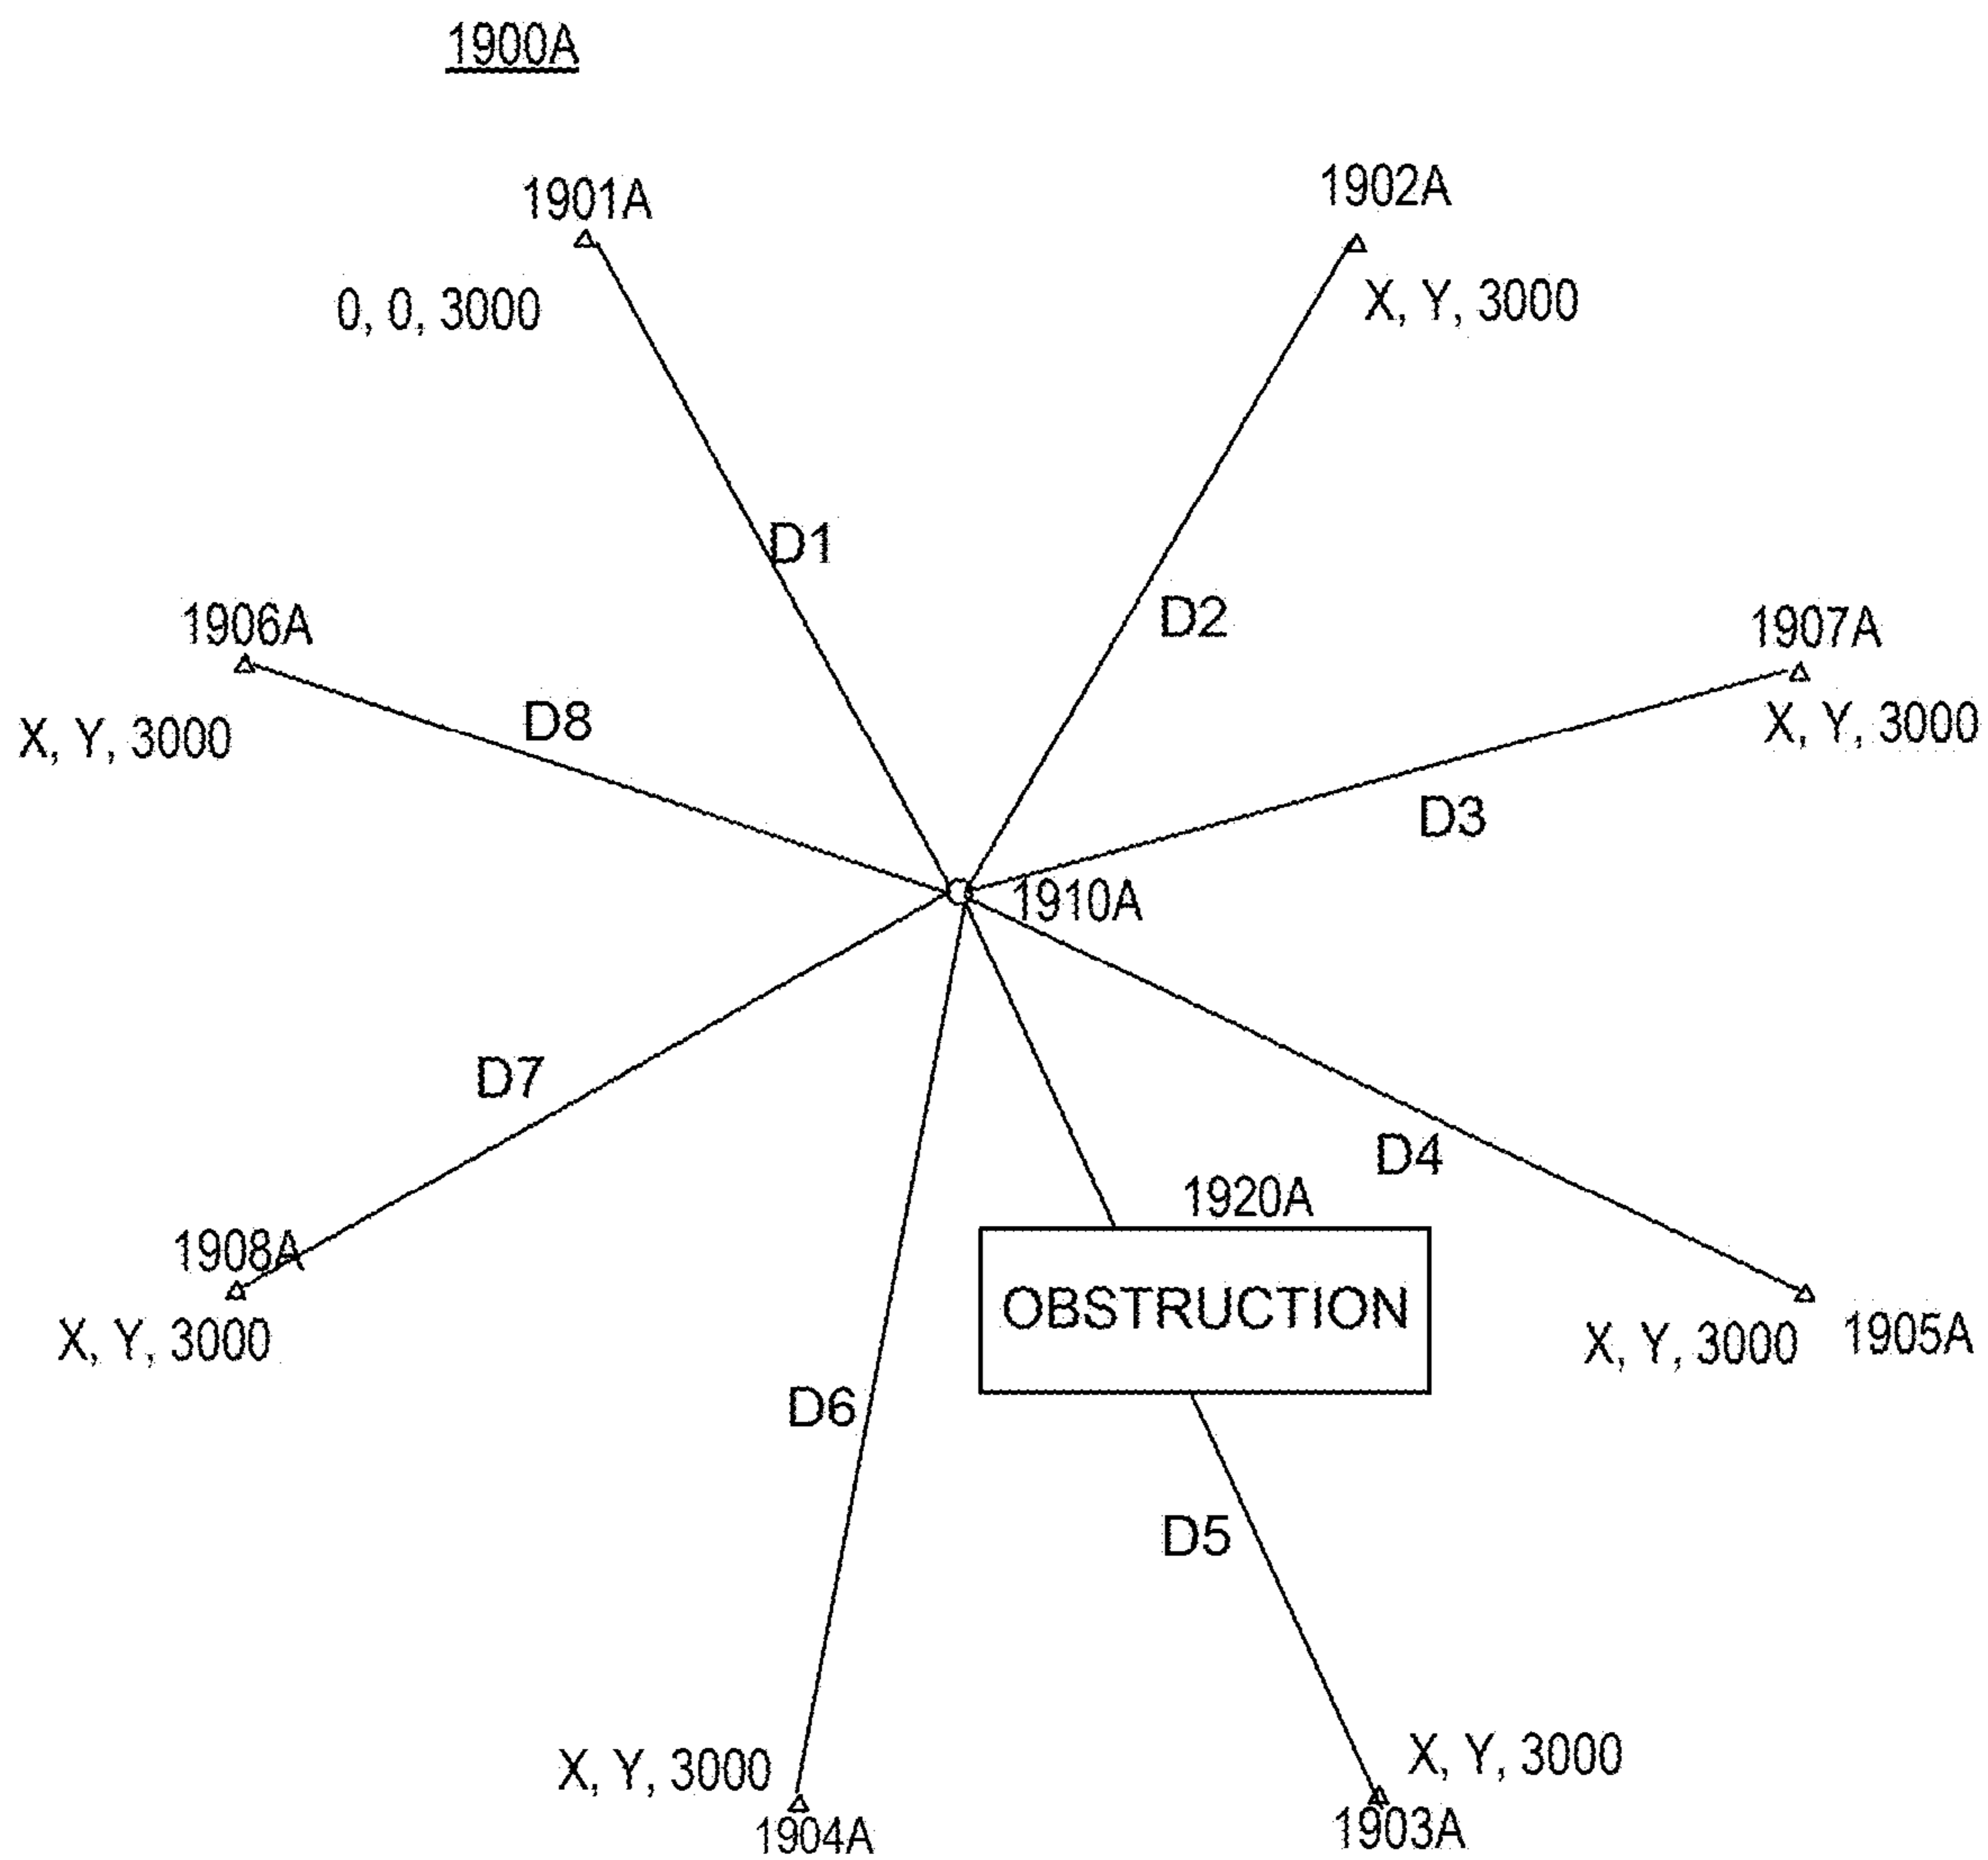 1900A
1901A
1902A
0, 0, 3000
X, Y, 3000
D1
D2
1906A
1907A
X, Y, 3000
D8
X, Y, 3000
D3
1910A
D7
D4
1920A
1908A
OBSTRUCTION
X, Y, 3000
X, Y, 3000
1905A
D6
D5
X, Y, 3000
X, Y, 3000
1904A
1903A